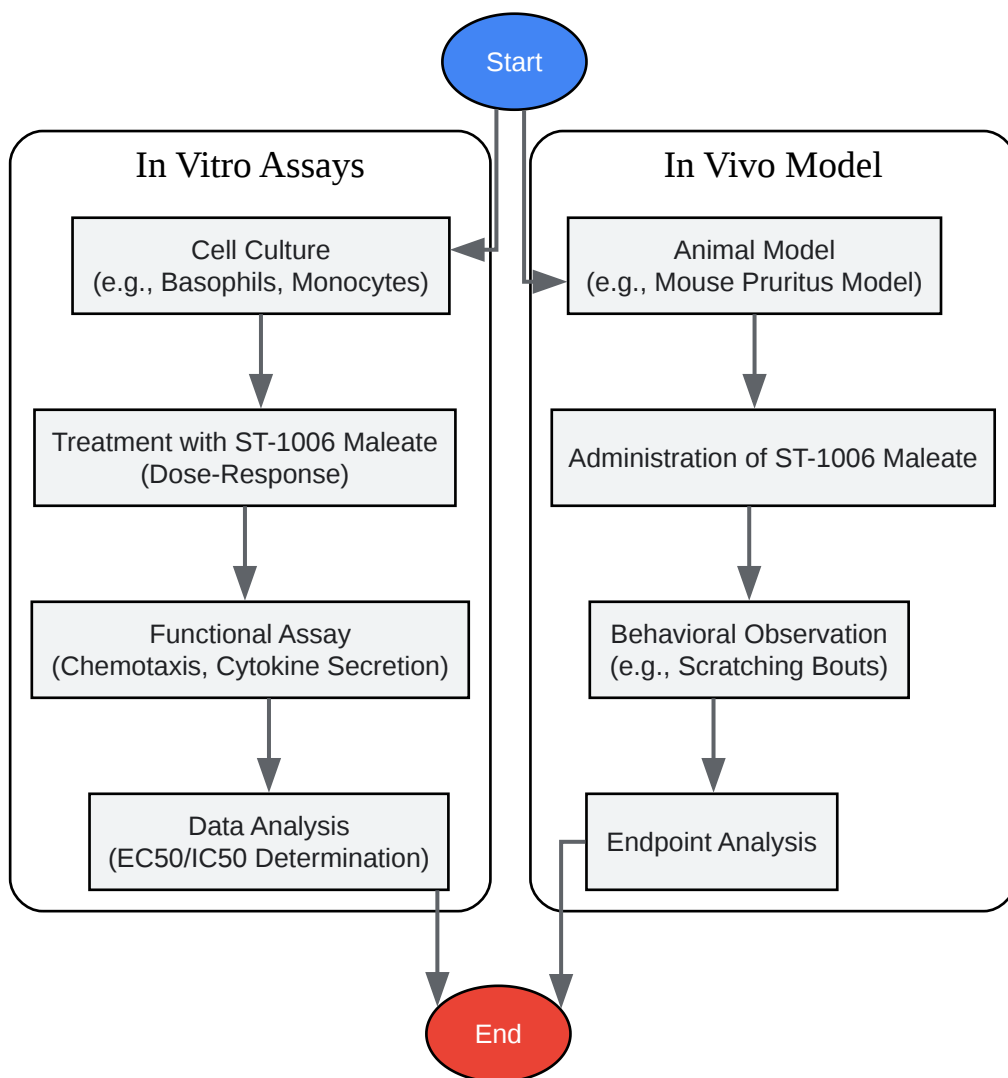 Start
In Vitro Assays
Cell Culture
(e.g., Basophils, Monocytes)
Treatment with ST-1006 Maleate
(Dose-Response)
Functional Assay
(Chemotaxis, Cytokine Secretion)
Data Analysis
(EC50/IC50 Determination)
In Vivo Model
Animal Model
(e.g., Mouse Pruritus Model)
Administration of ST-1006 Maleate
Behavioral Observation
(e.g., Scratching Bouts)
Endpoint Analysis
End